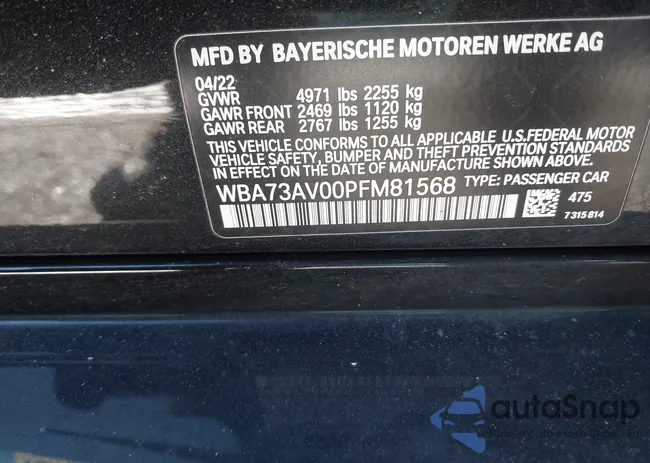 MFD BY BAYERISCHE MOTOREN WERKE AG
04/22
GVWR 4971 lbs 2255 kg
GAWR FRONT 2469 lbs 1120 kg
GAWR REAR 2767 lbs 1255 kg
THIS VEHICLE CONFORMS TO ALL APPLICABLE U.S.FEDERAL MOTOR
VEHICLE SAFETY, BUMPER AND THEFT PREVENTION STANDARDS
IN EFFECT ON THE DATE OF MANUFACTURE SHOWN ABOVE.
WBA73AV00PFM81568 TYPE: PASSENGER CAR
475
7315814
autoSnap